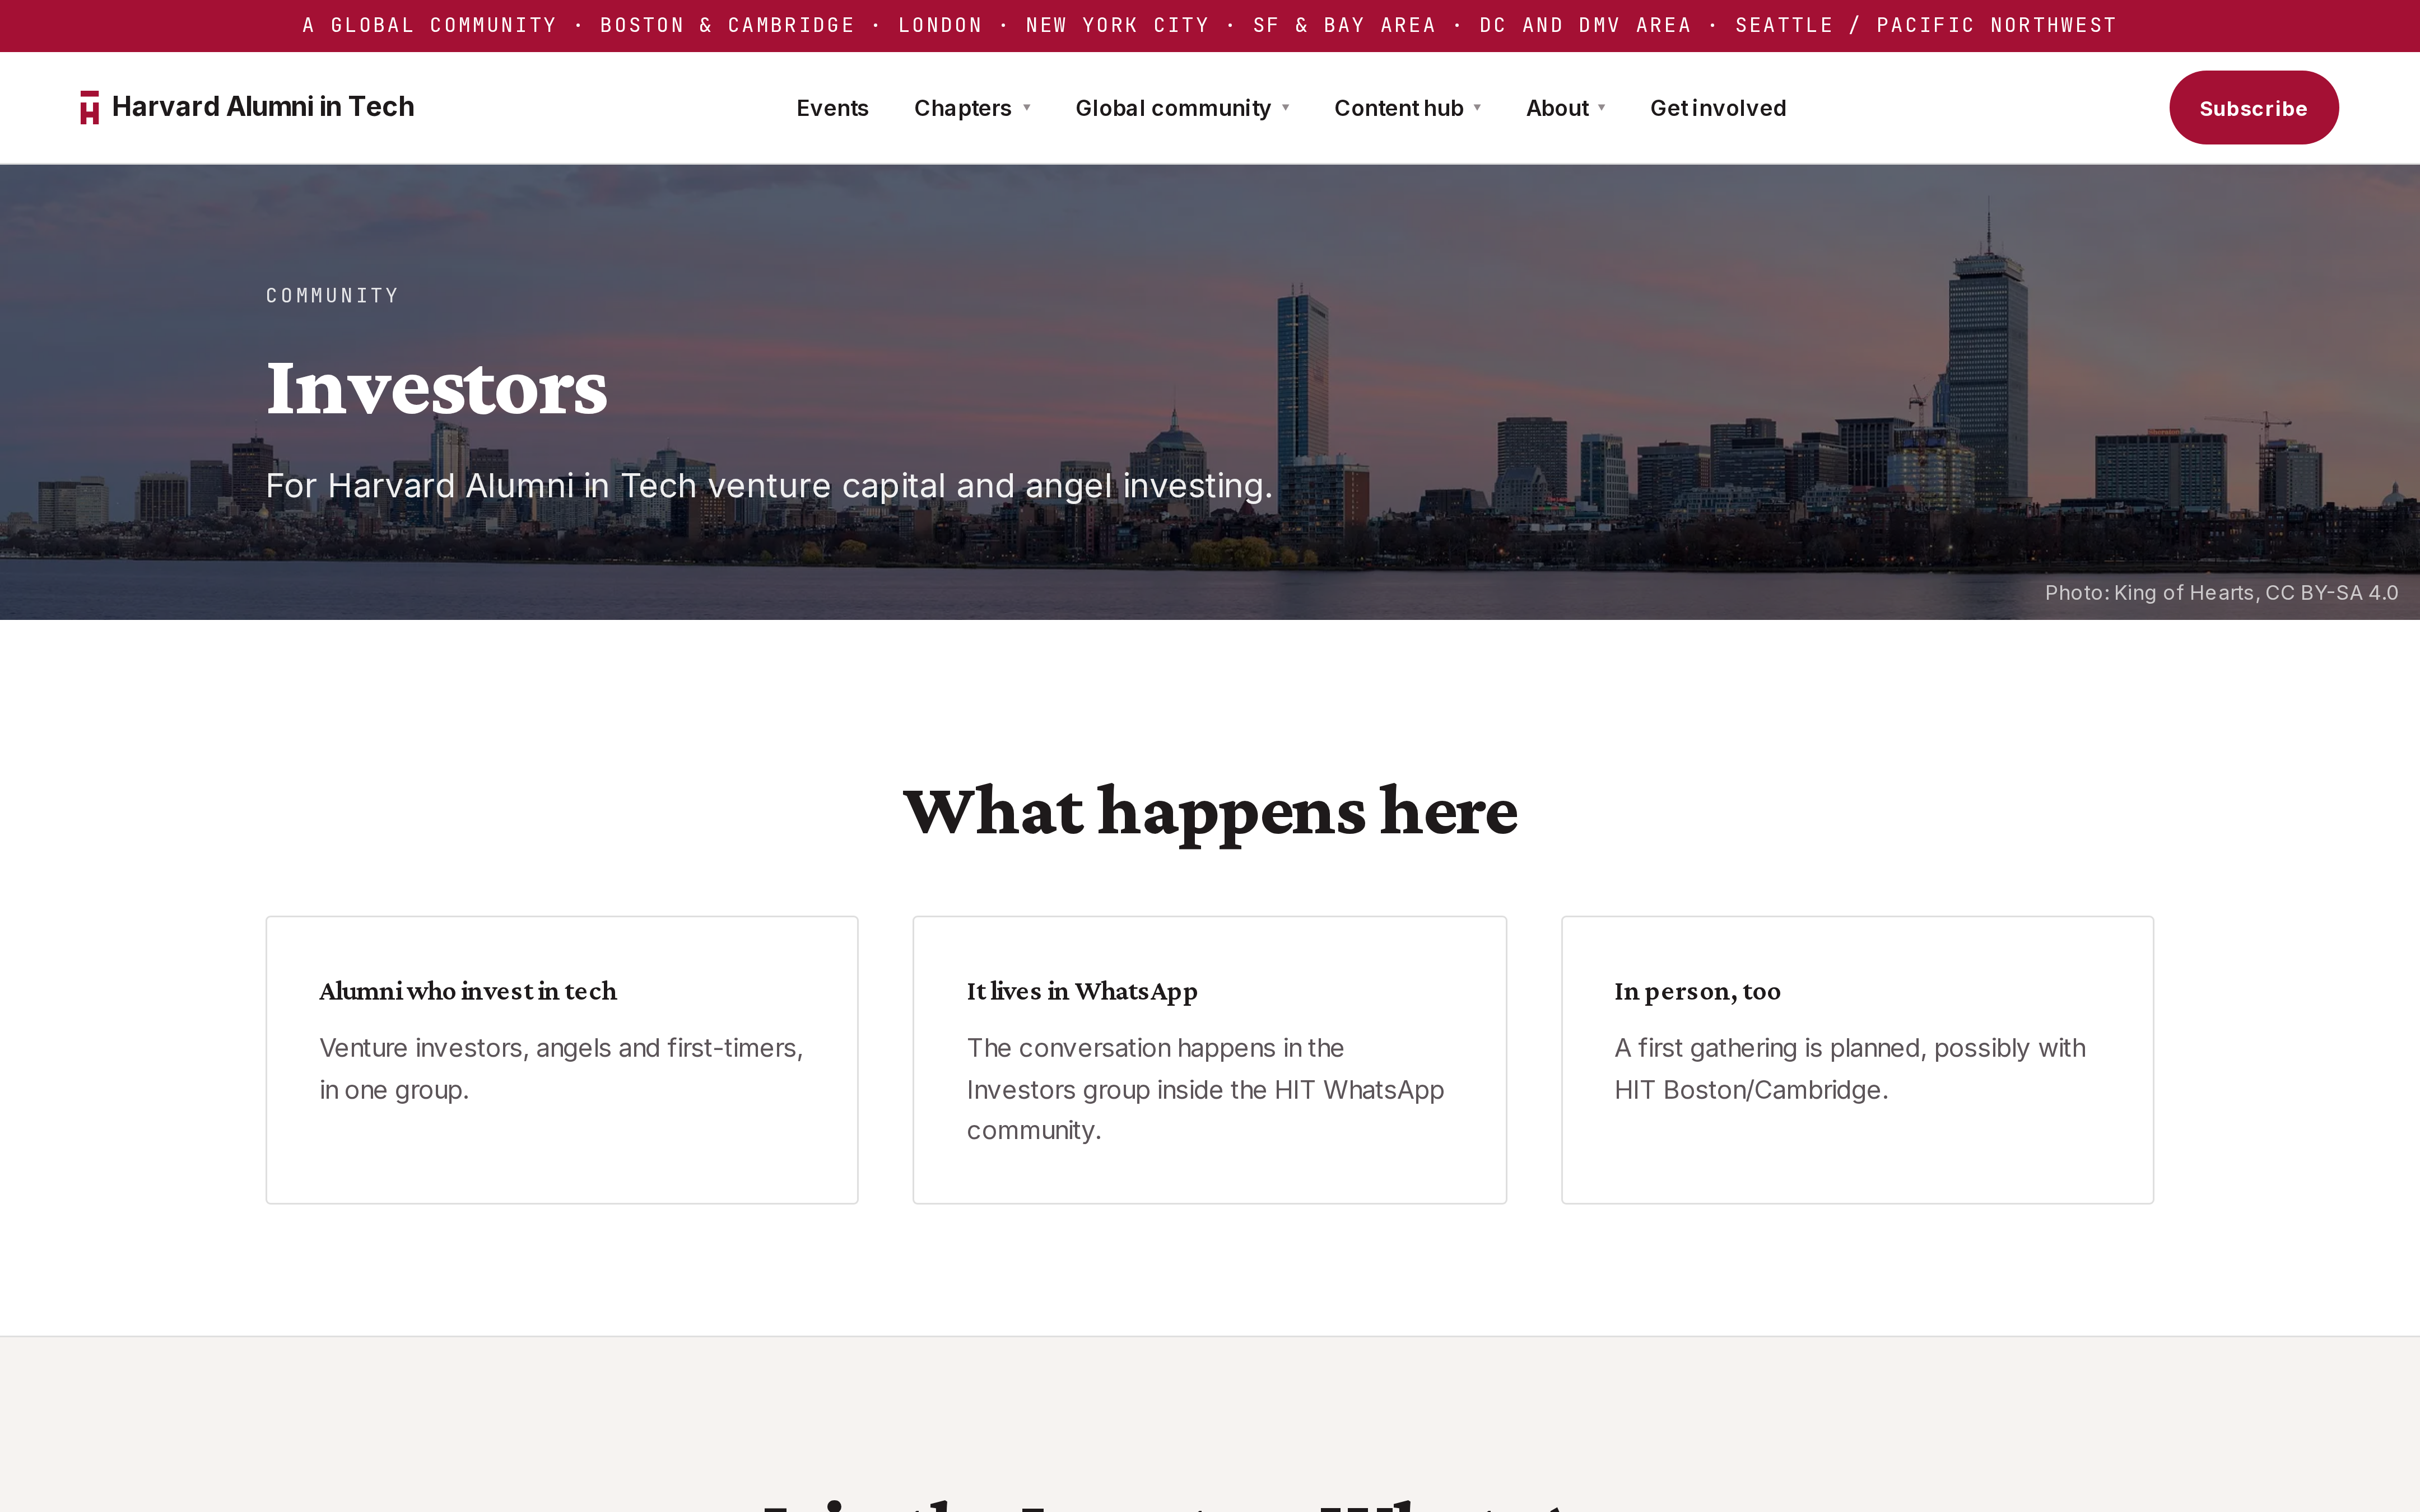 A GLOBAL COMMUNITY · BOSTON & CAMBRIDGE · LONDON · NEW YORK CITY · SF & BAY AREA · DC AND DMV AREA · SEATTLE / PACIFIC NORTHWEST
Harvard Alumni in Tech
Events Chapters Global community Content hub About Get involved
Subscribe
COMMUNITY
Investors
For Harvard Alumni in Tech venture capital and angel investing.
Photo: King of Hearts, CC BY-SA 4.0
What happens here
Alumni who invest in tech
Venture investors, angels and first-timers,
in one group.
It lives in WhatsApp
The conversation happens in the
Investors group inside the HIT WhatsApp
community.
In person, too
A first gathering is planned, possibly with
HIT Boston/Cambridge.